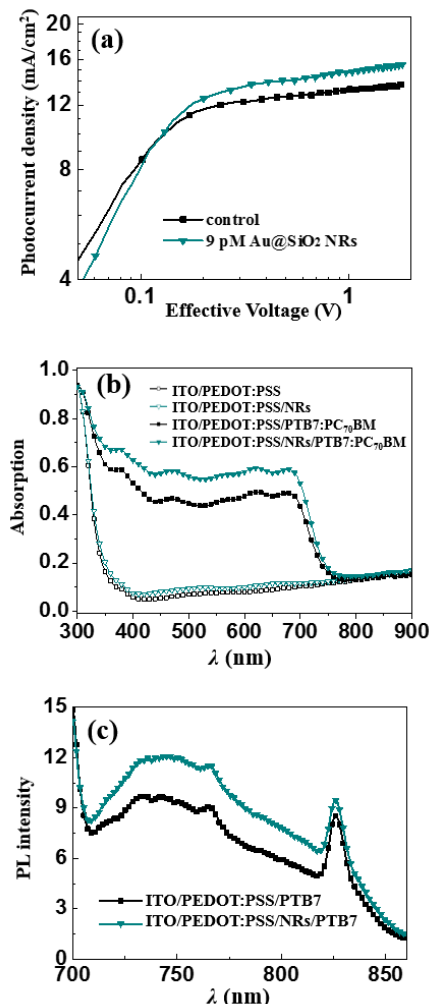 (a)
Photocurrent density (mA/cm²)
20
16
12
8
4
control
9 pM Au@SiO₂ NRs
0.1
1
Effective Voltage (V)
(b)
Absorption
1.0
0.8
0.6
0.4
0.2
0.0
ITO/PEDOT:PSS
ITO/PEDOT:PSS/NRs
ITO/PEDOT:PSS/PTB7:PC₇₀BM
ITO/PEDOT:PSS/NRs/PTB7:PC₇₀BM
300 400 500 600 700 800 900
λ (nm)
(c)
PL intensity
15
12
9
6
3
0
ITO/PEDOT:PSS/PTB7
ITO/PEDOT:PSS/NRs/PTB7
700 750 800 850
λ (nm)